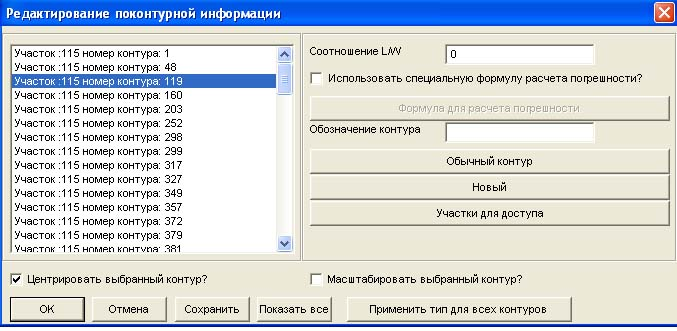 Редактирование поконтурной информации
Участок :115 номер контура: 1
Участок :115 номер контура: 48
Участок :115 номер контура: 119
Участок :115 номер контура: 160
Участок :115 номер контура: 203
Участок :115 номер контура: 252
Участок :115 номер контура: 298
Участок :115 номер контура: 299
Участок :115 номер контура: 317
Участок :115 номер контура: 327
Участок :115 номер контура: 349
Участок :115 номер контура: 357
Участок :115 номер контура: 372
Участок :115 номер контура: 379
Участок :115 номер контура: 381
Соотношение L/W 0
Использовать специальную формулу расчета погрешности?
Формула для расчета погрешности
Обозначение контура
Обычный контур
Новый
Участки для доступа
Центрировать выбранный контур?
Масштабировать выбранный контур?
OK
Отмена
Сохранить
Показать все
Применить тип для всех контуров